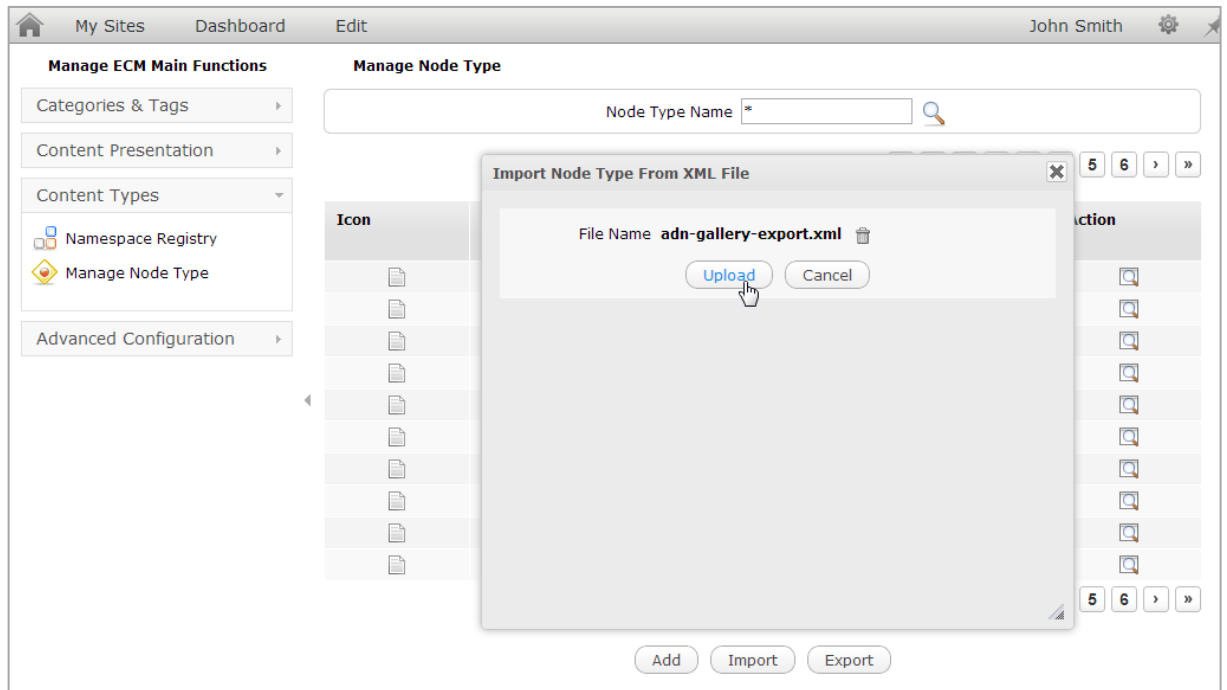 My Sites Dashboard Edit John Smith
Manage ECM Main Functions
Categories & Tags
Content Presentation
Content Types
Namespace Registry
Manage Node Type
Advanced Configuration
Manage Node Type
Node Type Name *
5 6 › »
Icon
Import Node Type From XML File
File Name adn-gallery-export.xml
Upload Cancel
5 6 › »
Add Import Export